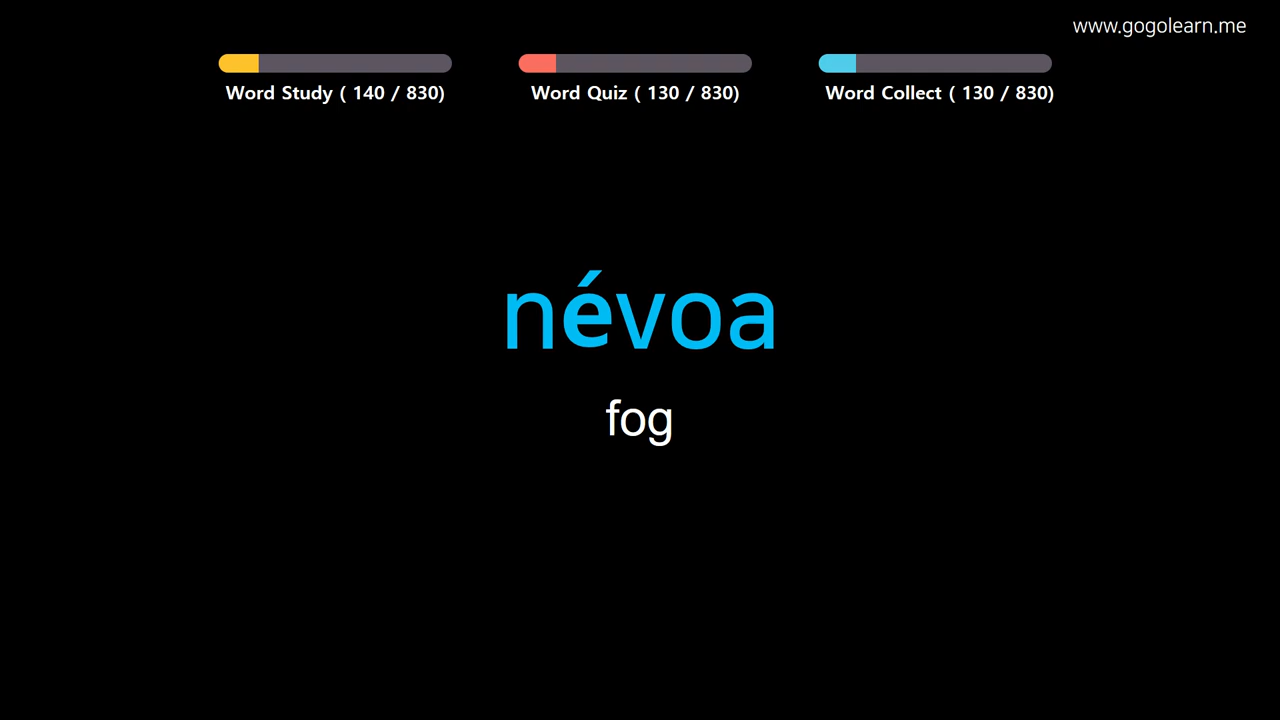 www.gogolearn.me
Word Study ( 140 / 830)
Word Quiz ( 130 / 830)
Word Collect ( 130 / 830)
névoa
fog